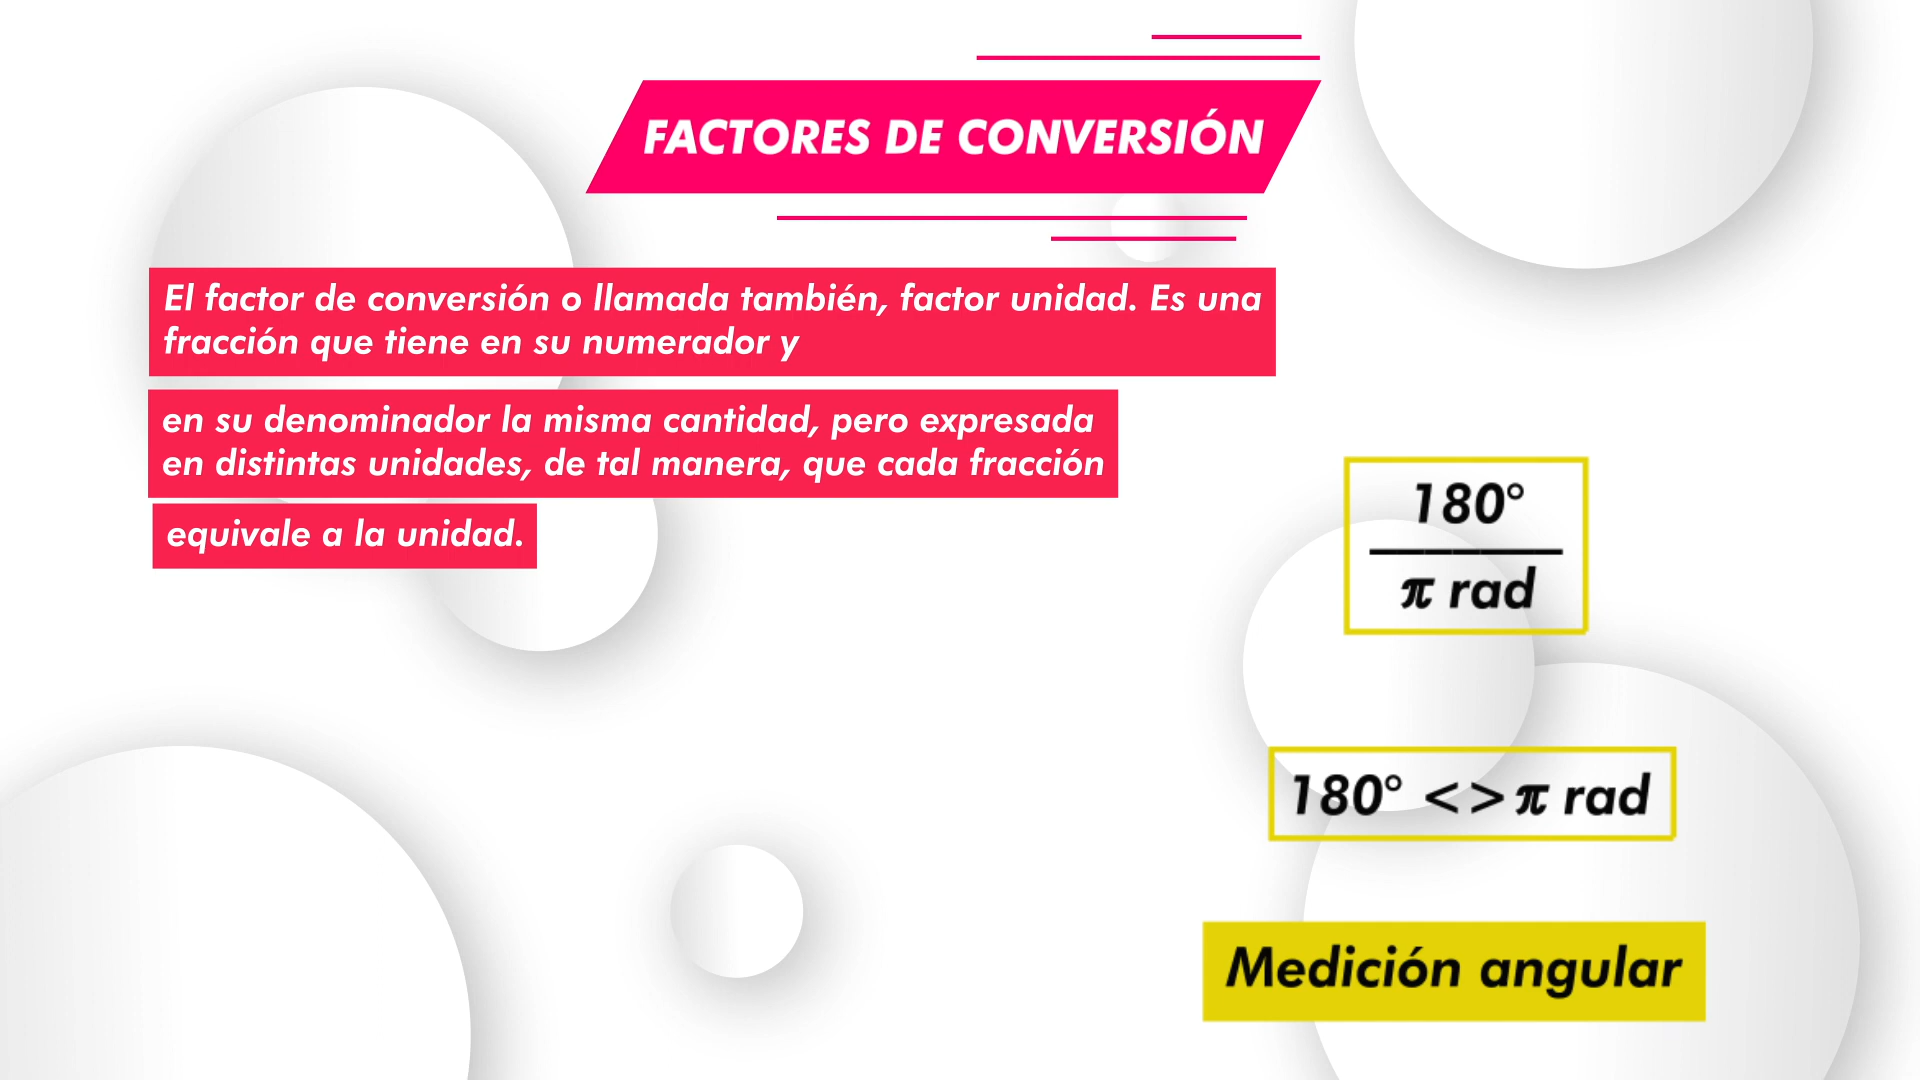 FACTORES DE CONVERSIÓN
El factor de conversión o llamada también, factor unidad. Es una
fracción que tiene en su numerador y
en su denominador la misma cantidad, pero expresada
en distintas unidades, de tal manera, que cada fracción
equivale a la unidad.
180°
π rad
180° <> π rad
Medición angular